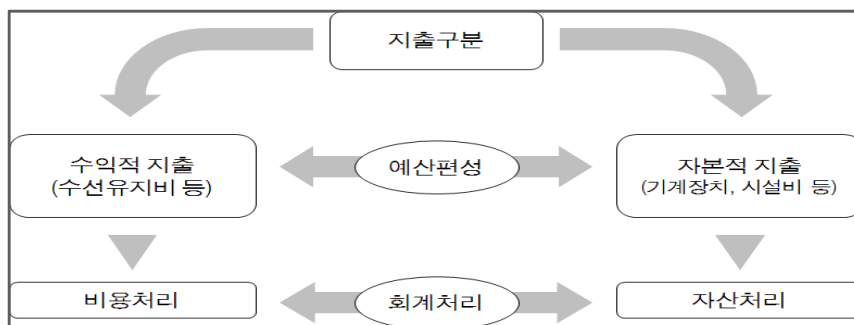 지출구분
수익적 지출
(수선유지비 등)
예산편성
자본적 지출
(기계장치, 시설비 등)
비용처리
회계처리
자산처리